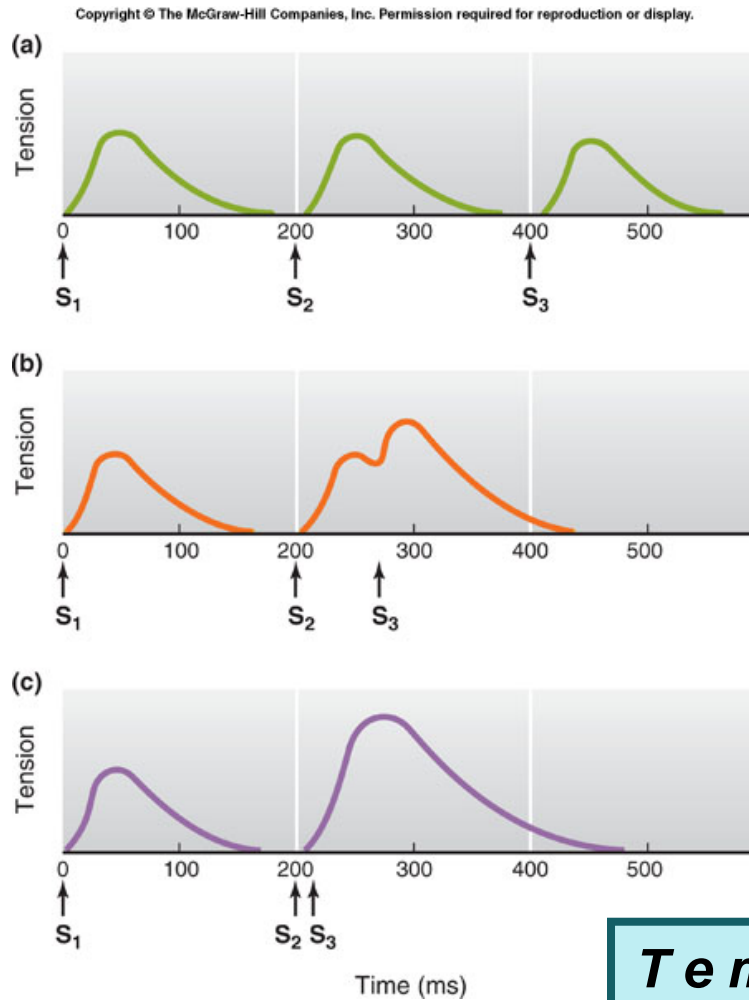 Copyright © The McGraw-Hill Companies, Inc. Permission required for reproduction or display.
(a)
Tension
0 100 200 300 400 500
S1 S2 S3
(b)
Tension
0 100 200 300 400 500
S1 S2 S3
(c)
Tension
0 100 200 300 400 500
S1 S2 S3
Time (ms)